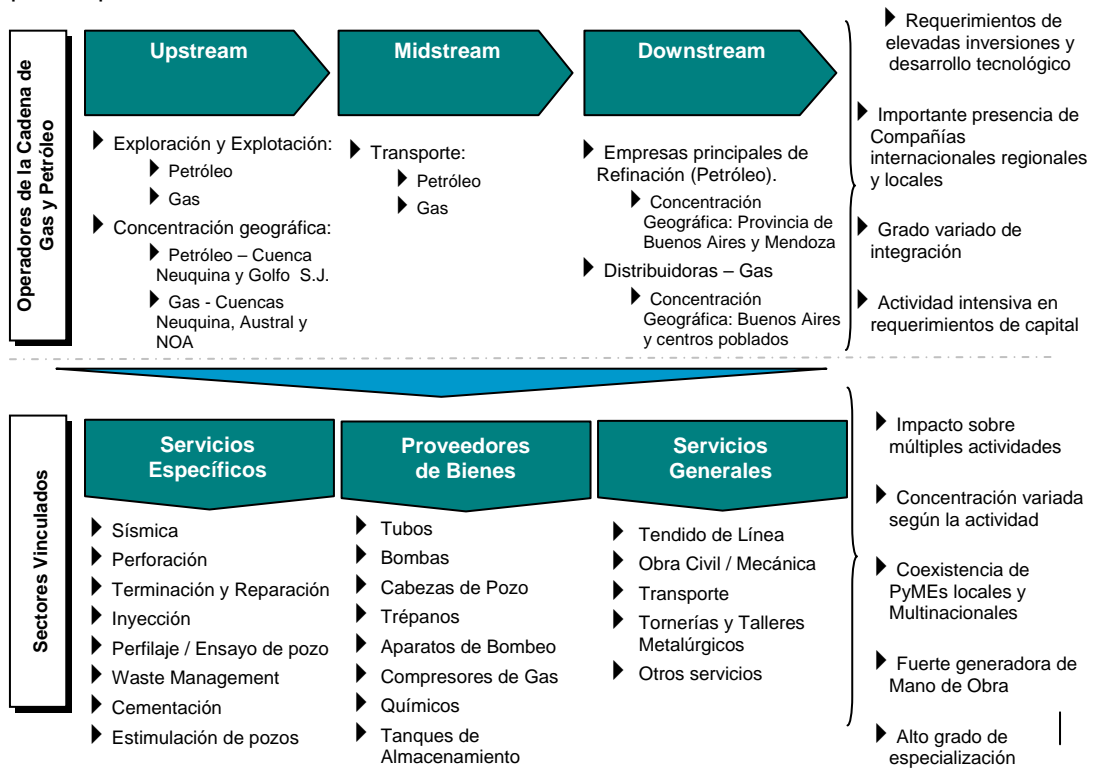 Operadores de la Cadena de
Gas y Petróleo
Upstream
Exploración y Explotación:
Petróleo
Gas
Concentración geográfica:
Petróleo – Cuenca
Neuquina y Golfo S.J.
Gas - Cuencas
Neuquina, Austral y
NOA
Midstream
Transporte:
Petróleo
Gas
Downstream
Empresas principales de
Refinación (Petróleo).
Concentración
Geográfica: Provincia de
Buenos Aires y Mendoza
Distribuidoras – Gas
Concentración
Geográfica: Buenos Aires
y centros poblados
Requerimientos de
elevadas inversiones y
desarrollo tecnológico
Importante presencia de
Compañías
internacionales regionales
y locales
Grado variado de
integración
Actividad intensiva en
requerimientos de capital
Sectores Vinculados
Servicios
Específicos
Sísmica
Perforación
Terminación y Reparación
Inyección
Perfilaje / Ensayo de pozo
Waste Management
Cementación
Estimulación de pozos
Proveedores
de Bienes
Tubos
Bombas
Cabezas de Pozo
Trépanos
Aparatos de Bombeo
Compresores de Gas
Químicos
Tanques de
Almacenamiento
Servicios
Generales
Tendido de Línea
Obra Civil / Mecánica
Transporte
Tornerías y Talleres
Metalúrgicos
Otros servicios
Impacto sobre
múltiples actividades
Concentración variada
según la actividad
Coexistencia de
PyMEs locales y
Multinacionales
Fuerte generadora de
Mano de Obra
Alto grado de
especialización